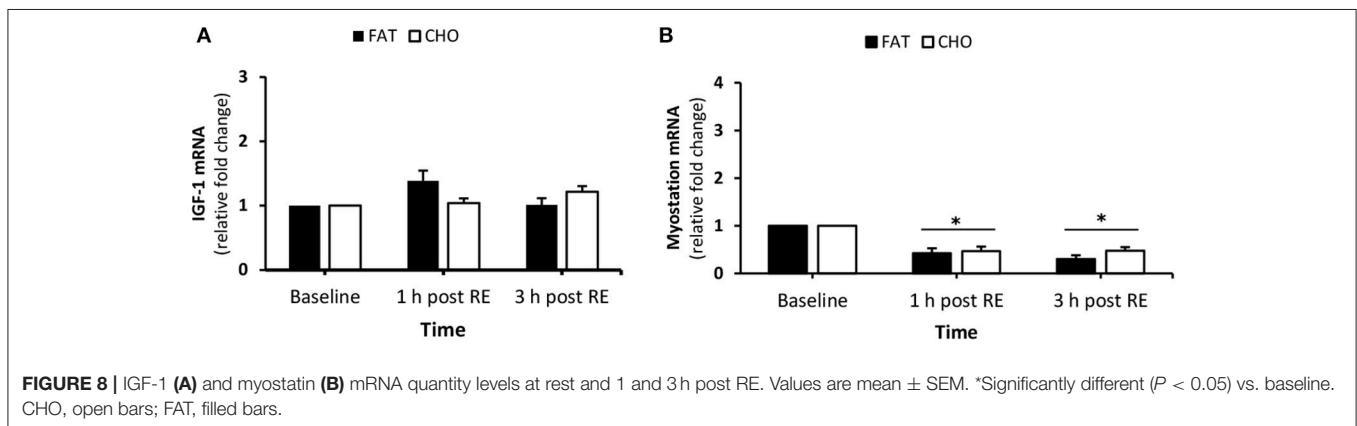 A
FAT CHO
3
2
1
0
IGF-1 mRNA
(relative fold change)
Baseline 1 h post RE 3 h post RE
Time
B
FAT CHO
4
3
2
1
0
Myostation mRNA
(relative fold change)
* *
Baseline 1 h post RE 3 h post RE
Time
FIGURE 8 | IGF-1 (A) and myostatin (B) mRNA quantity levels at rest and 1 and 3 h post RE. Values are mean ± SEM. *Significantly different (P < 0.05) vs. baseline.
CHO, open bars; FAT, filled bars.